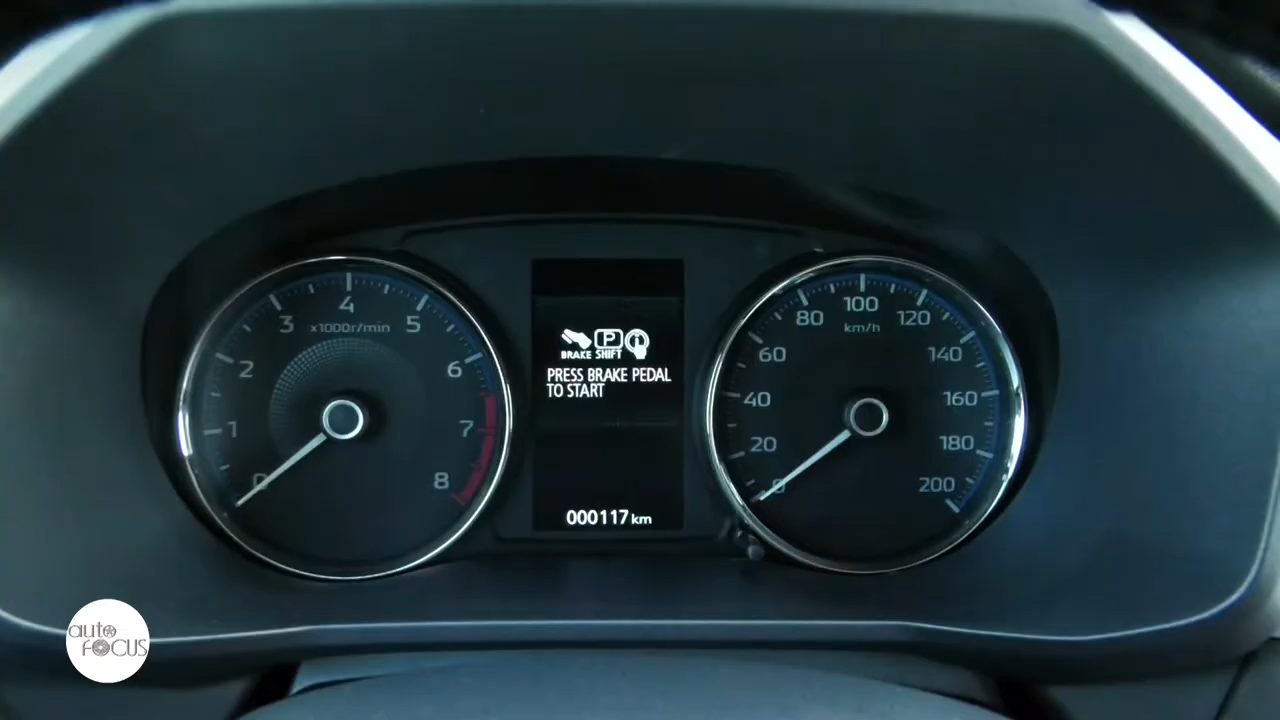 0
1
2
3
4
5
6
7
8
x1000r/min
P
BRAKE SHIFT
PRESS BRAKE PEDAL
TO START
000117 km
0
20
40
60
80
100
120
140
160
180
200
km/h
auto
FOCUS